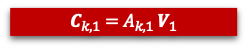 C_{k,1} = A_{k,1} V_1